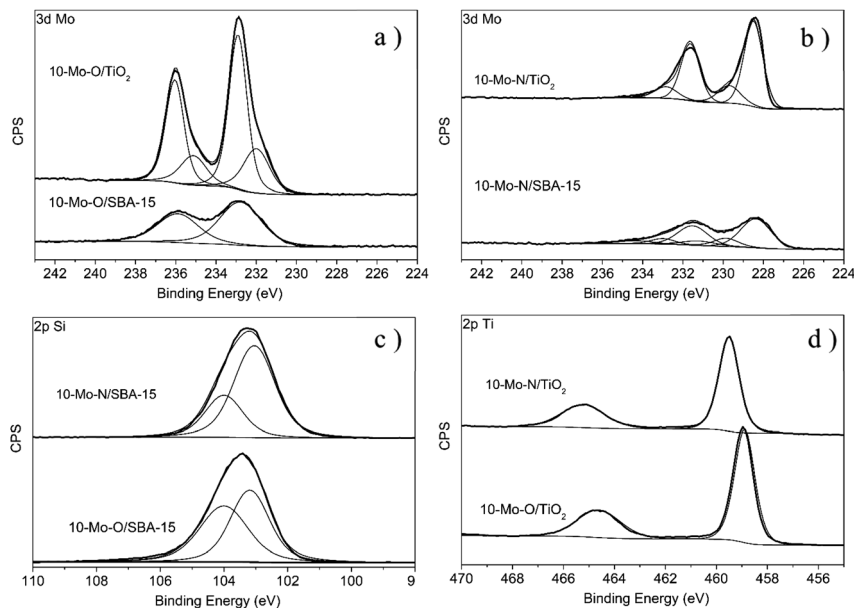 3d Mo
a )
10-Mo-O/TiO2
10-Mo-O/SBA-15
CPS
242 240 238 236 234 232 230 228 226 224
Binding Energy (eV)
3d Mo
b )
10-Mo-N/TiO2
10-Mo-N/SBA-15
CPS
242 240 238 236 234 232 230 228 226 224
Binding Energy (eV)
2p Si
c )
10-Mo-N/SBA-15
10-Mo-O/SBA-15
CPS
110 108 106 104 102 100 9
Binding Energy (eV)
2p Ti
d )
10-Mo-N/TiO2
10-Mo-O/TiO2
CPS
470 468 466 464 462 460 458 456
Binding Energy (eV)